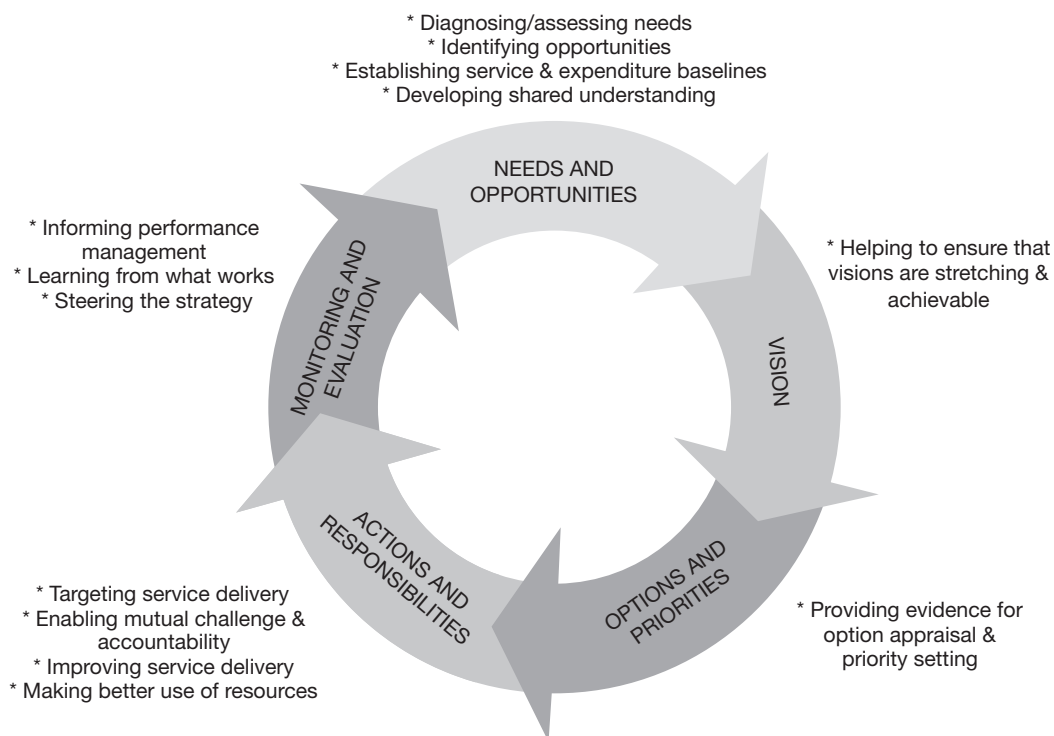 * Diagnosing/assessing needs
* Identifying opportunities
* Establishing service & expenditure baselines
* Developing shared understanding
NEEDS AND
OPPORTUNITIES
* Helping to ensure that
visions are stretching &
achievable
VISION
* Providing evidence for
option appraisal &
priority setting
OPTIONS AND
PRIORITIES
ACTIONS AND
RESPONSIBILITIES
* Targeting service delivery
* Enabling mutual challenge &
accountability
* Improving service delivery
* Making better use of resources
MONITORING AND
EVALUATION
* Informing performance
management
* Learning from what works
* Steering the strategy